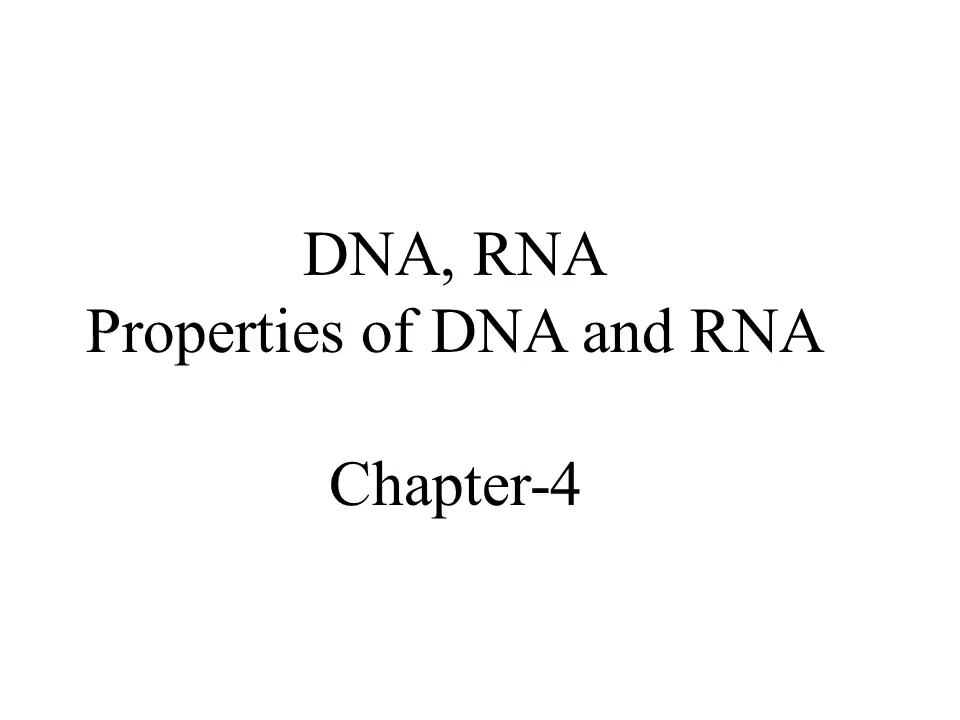 DNA, RNA
Properties of DNA and RNA
Chapter-4